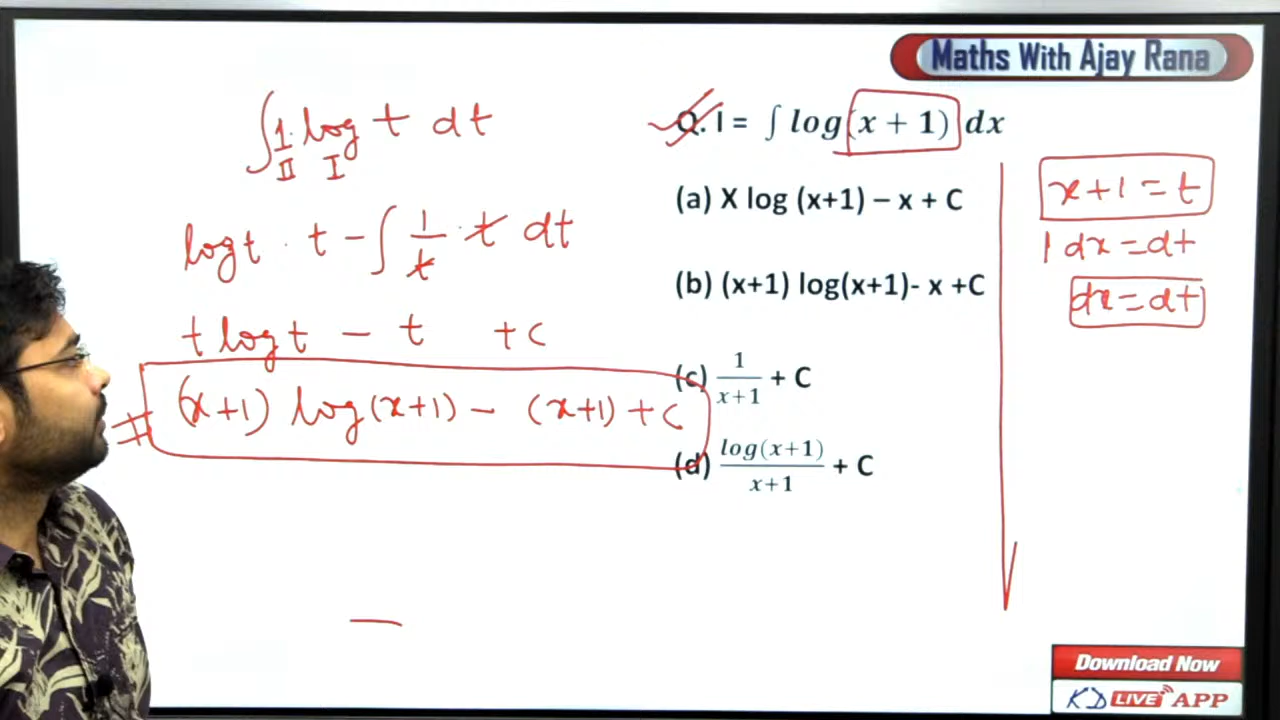 Maths With Ajay Rana
∫ 1. log t dt
II I
log t . t - ∫ 1/t . t dt
t log t - t + c
(x+1) log(x+1) - (x+1) + c
Q. I = ∫ log(x + 1) dx
(a) X log (x+1) – x + C
(b) (x+1) log(x+1)- x +C
(c) 1/x+1 + C
(d) log(x+1)/x+1 + C
x+1 = t
1 dx = dt
dx = dt
Download Now
KD LIVE APP